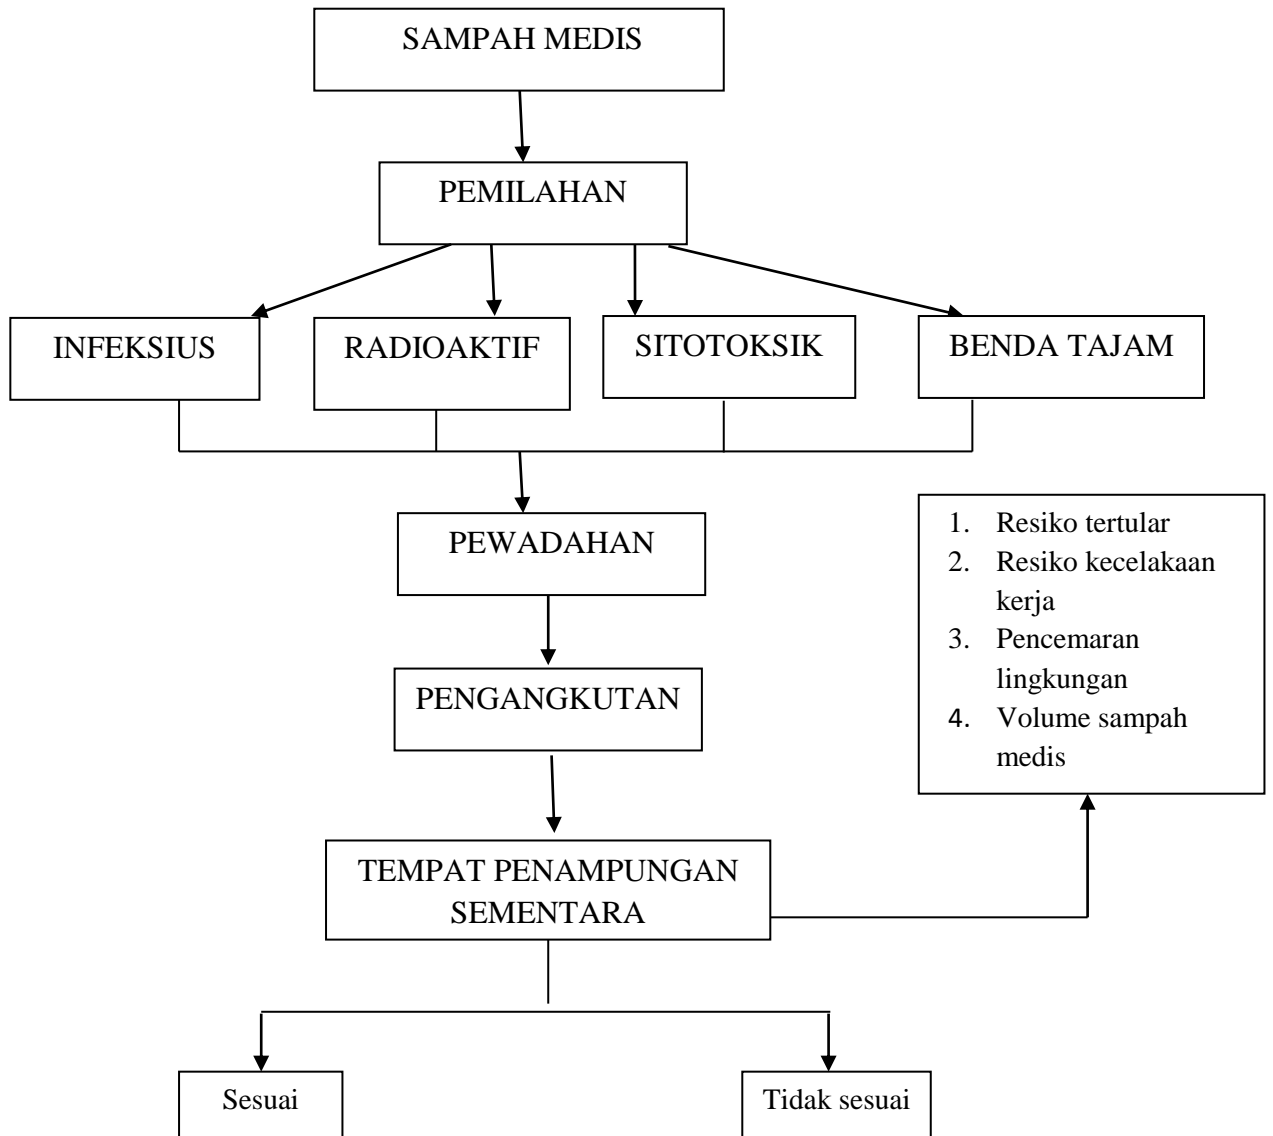 SAMPAH MEDIS
PEMILAHAN
INFEKSIUS
RADIOAKTIF
SITOTOKSIK
BENDA TAJAM
PEWADAHAN
1. Resiko tertular
2. Resiko kecelakaan
kerja
3. Pencemaran
lingkungan
4. Volume sampah
medis
PENGANGKUTAN
TEMPAT PENAMPUNGAN
SEMENTARA
Sesuai
Tidak sesuai